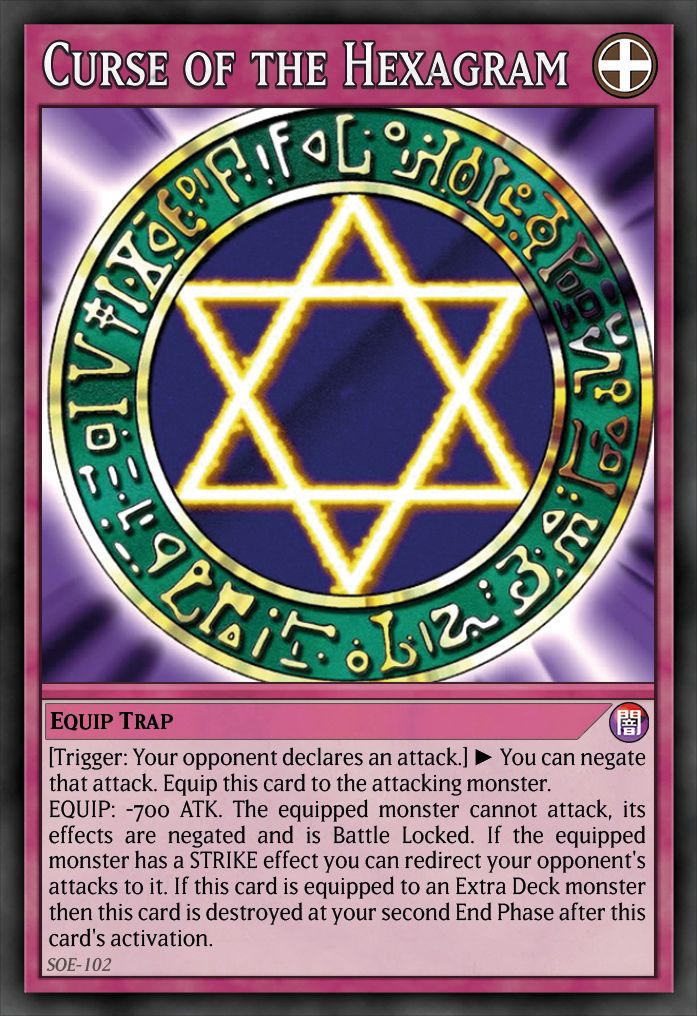 Curse of the Hexagram
Equip Trap
闇
[Trigger: Your opponent declares an attack.] ► You can negate
that attack. Equip this card to the attacking monster.
EQUIP: -700 ATK. The equipped monster cannot attack, its
effects are negated and is Battle Locked. If the equipped
monster has a STRIKE effect you can redirect your opponent's
attacks to it. If this card is equipped to an Extra Deck monster
then this card is destroyed at your second End Phase after this
card's activation.
SOE-102